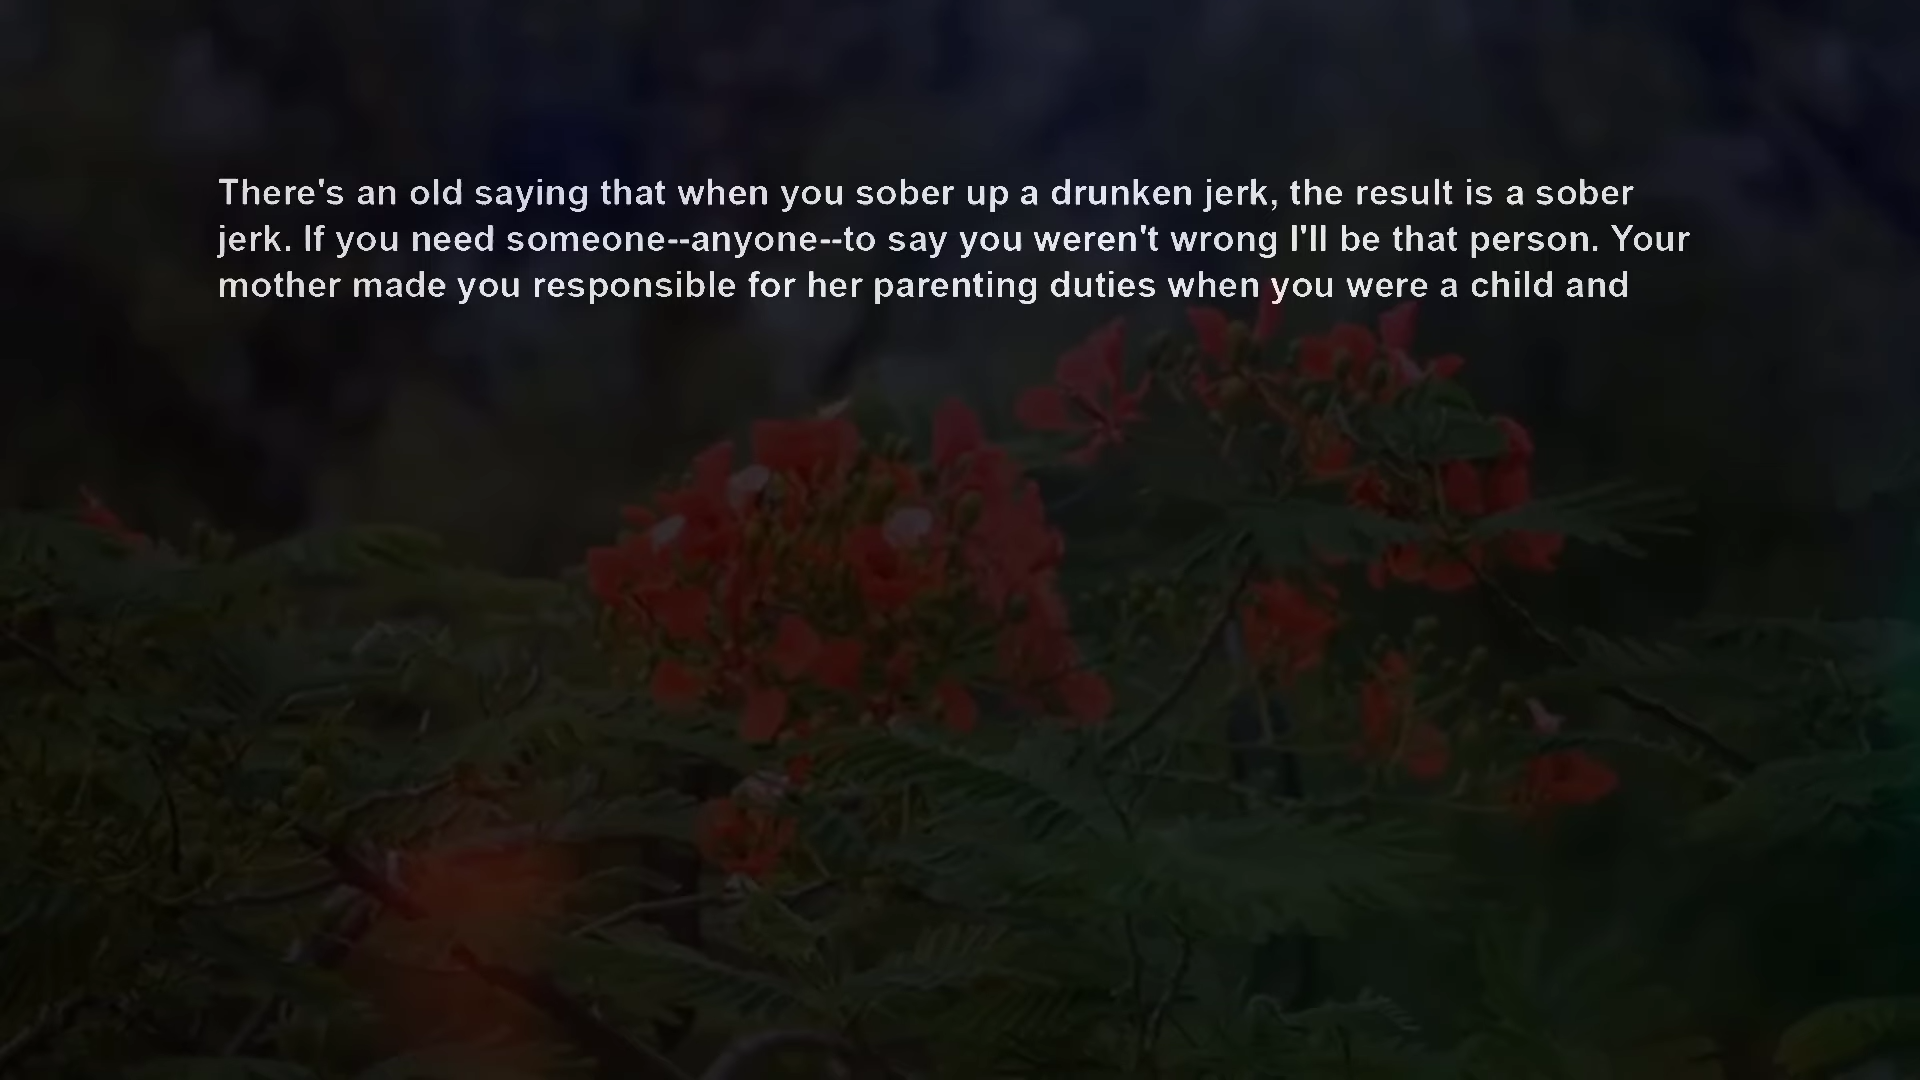 There's an old saying that when you sober up a drunken jerk, the result is a sober
jerk. If you need someone--anyone--to say you weren't wrong I'll be that person. Your
mother made you responsible for her parenting duties when you were a child and